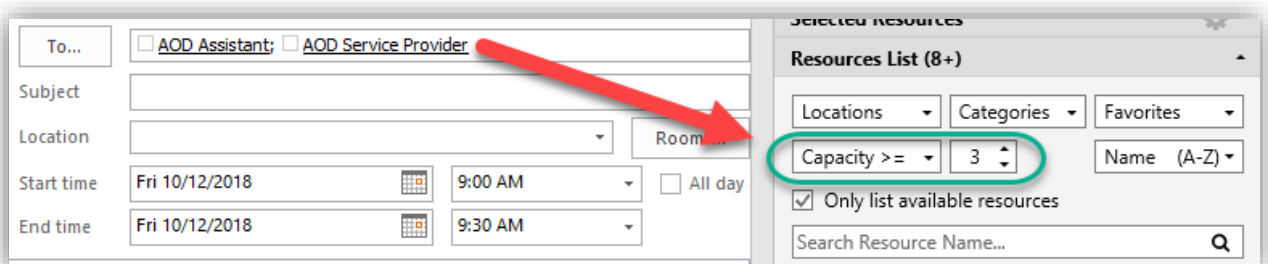 To...
AOD Assistant; AOD Service Provider
Subject
Location
Start time
Fri 10/12/2018
9:00 AM
All day
End time
Fri 10/12/2018
9:30 AM
Selected Resources
Resources List (8+)
Locations
Categories
Favorites
Capacity >=
3
Name (A-Z)
Only list available resources
Search Resource Name...